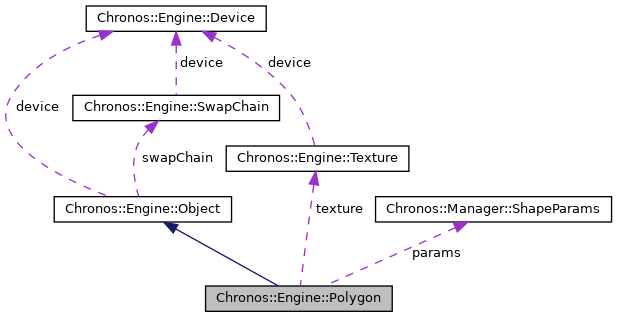 Chronos::Engine::Device
device
device
device
Chronos::Engine::SwapChain
swapChain
Chronos::Engine::Texture
Chronos::Engine::Object
texture
Chronos::Manager::ShapeParams
params
Chronos::Engine::Polygon